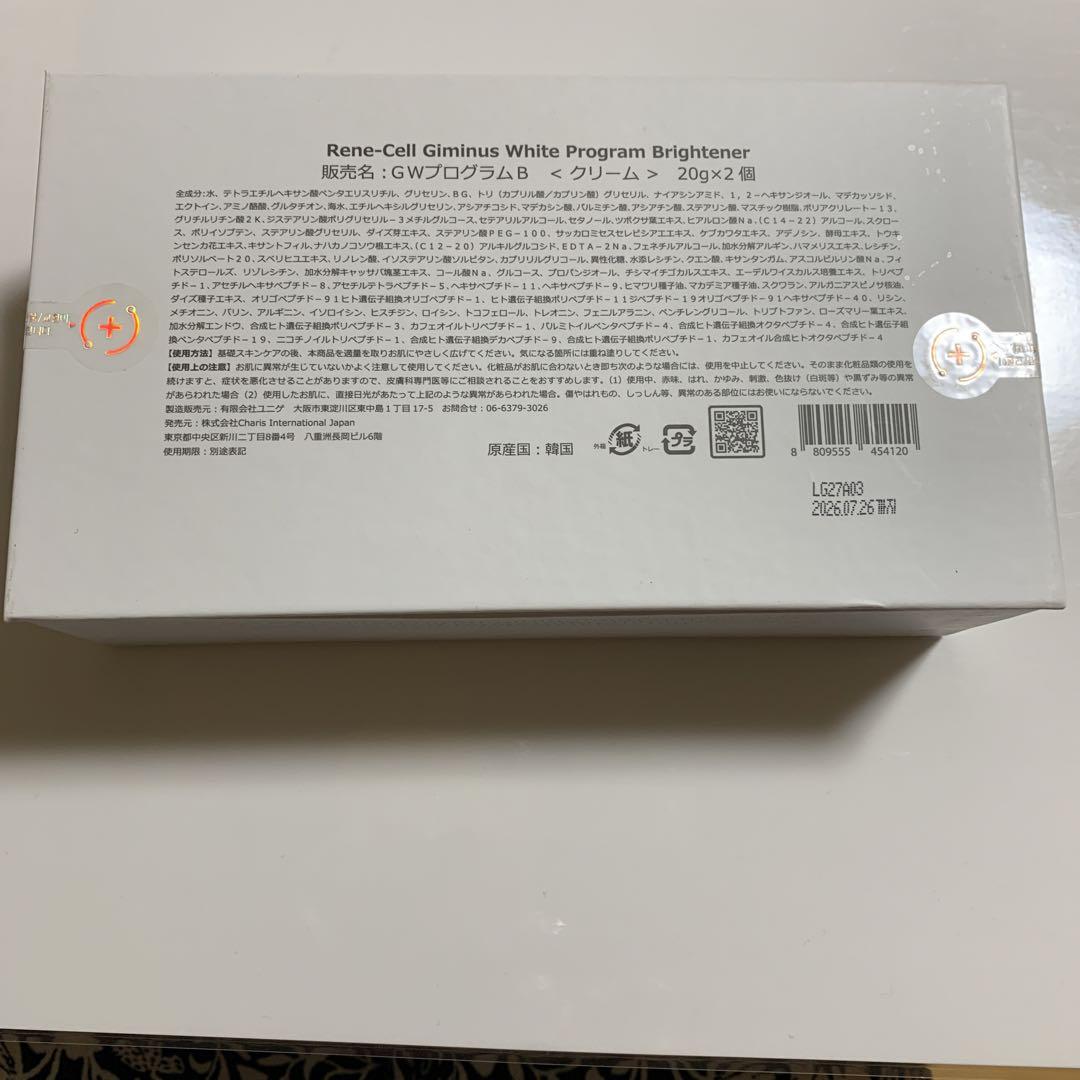 Rene-Cell Giminus White Program Brightener
販売名：GWプログラムB ＜クリーム＞ 20g×2個
全成分:水、テトラエチルヘキサン酸ペンタエリスリチル、グリセリン、BG、トリ（カプリル酸／カプリン酸）グリセリル、ナイアシンアミド、1，2－ヘキサンジオール、マデカッソシド、
エクトイン、アミノ酪酸、グルタチオン、海水、エチルヘキシルグリセリン、アシアチコシド、マデカシン酸、パルミチン酸、アシアチン酸、ステアリン酸、マスチック樹脂、ポリアクリレート－13、
グリチルリチン酸2K、ジステアリン酸ポリグリセリル－3メチルグルコース、セテアリルアルコール、セタノール、ツボクサ葉エキス、ヒアルロン酸Na、(C14－22）アルコール、スクロー
ス、ポリイソブテン、ステアリン酸グリセリル、ダイズ芽エキス、ステアリン酸PEG－100、サッカロミセスセレビシアエエキス、ケブカワタエキス、アデノシン、酵母エキス、トウキ
ンセンカ花エキス、キサントフィル、ナハカノコソウ根エキス、(C12－20）アルキルグルコシド、EDTA－2Na、フェネチルアルコール、加水分解アルギン、ハマメリスエキス、レシチン、
ポリソルベート20、スベリヒユエキス、リノレン酸、イソステアリン酸ソルビタン、カプリリルグリコール、異性化糖、水添レシチン、クエン酸、キサンタンガム、アスコルビルリン酸Na、フィ
トステロールズ、リゾレシチン、加水分解キャッサバ塊茎エキス、コール酸Na、グルコース、プロパンジオール、チシマイチゴカルスエキス、エーデルワイスカルス培養エキス、トリペプ
チド－1、アセチルヘキサペプチド－8、アセチルテトラペプチド－5、ヘキサペプチド－11、ヘキサペプチド－9、ヒマワリ種子油、マカデミア種子油、スクワラン、アルガニアスピノサ核油、
ダイズ種子エキス、オリゴペプチド－91ヒト遺伝子組換オリゴペプチド－1、ヒト遺伝子組換ポリペプチド－11ジペプチド－19オリゴペプチド－91ヘキサペプチド－40、リシン、
メチオニン、バリン、アルギニン、イソロイシン、ヒスチジン、ロイシン、トコフェロール、トレオニン、フェニルアラニン、ペンチレングリコール、トリプトファン、ローズマリー葉エキス、
加水分解エンドウ、合成ヒト遺伝子組換ポリペプチド－3、カフェオイルトリペプチド－1、パルミトイルペンタペプチド－4、合成ヒト遺伝子組換オクタペプチド－4、合成ヒト遺伝子組
換ペンタペプチド－19、ニコチノイルトリペプチド－1、合成ヒト遺伝子組換デカペプチド－9、合成ヒト遺伝子組換ポリペプチド－1、カフェオイル合成ヒトオクタペプチド－4
【使用方法】基礎スキンケアの後、本商品を適量を取りお肌にやさしく広げてください。気になる箇所には重ね塗りしてください。
【使用上の注意】お肌に異常が生じていないかよく注意して使用してください。化粧品がお肌に合わないとき即ち次のような場合には、使用を中止してください。そのまま化粧品類の使用を
続けますと、症状を悪化させることがありますので、皮膚科専門医等にご相談されることをおすすめします。(1）使用中、赤味、はれ、かゆみ、刺激、色抜け（白斑等）や黒ずみ等の異常
があらわれた場合（2）使用したお肌に、直接日光があたって上記のような異常があらわれた場合。傷やはれもの、しっしん等、異常のある部位にはお使いにならないでください。
製造販売元：有限会社ユニゲ 大阪市東淀川区東中島1丁目17-5 お問合せ：06-6379-3026
発売元：株式会社Charis International Japan
東京都中央区新川二丁目8番4号 八重洲長岡ビル6階
使用期限：別途表記
原産国：韓国
外箱 紙 トレー プラ
8 809555 454120
LG27A03
2026.07.26 까지